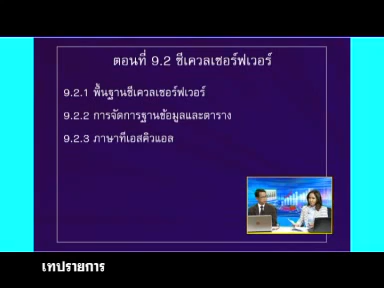 ตอนที่ 9.2 ซีเควลเซอร์ฟเวอร์
9.2.1 พื้นฐานซีเควลเซอร์ฟเวอร์
9.2.2 การจัดการฐานข้อมูลและตาราง
9.2.3 ภาษาทีเอสคิวแอล
เทปรายการ